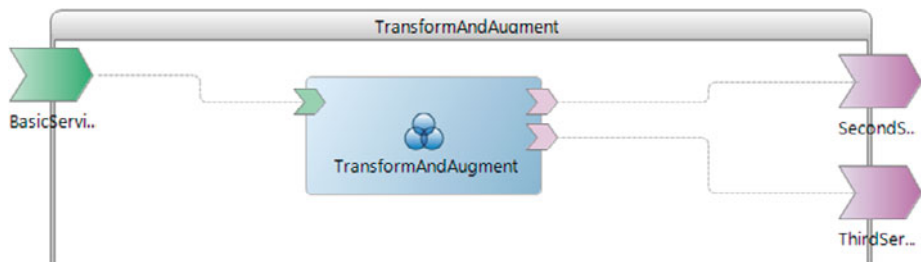 TransformAndAugment
BasicServi..
SecondS..
TransformAndAugment
ThirdSer...